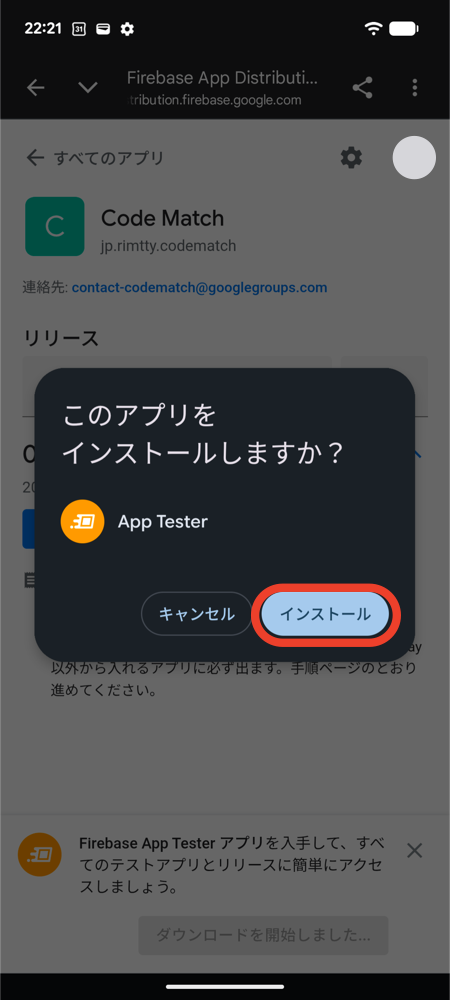 22:21
31
Firebase App Distributi...
tribution.firebase.google.com
すべてのアプリ
C
Code Match
jp.rimtty.codematch
連絡先: contact-codematch@googlegroups.com
リリース
このアプリを
インストールしますか？
App Tester
キャンセル
インストール
ay
以外から入れるアプリに必ず出ます。手順ページのとおり
進めてください。
Firebase App Tester アプリを入手して、すべ
てのテストアプリとリリースに簡単にアクセ
スしましょう。
ダウンロードを開始しました...